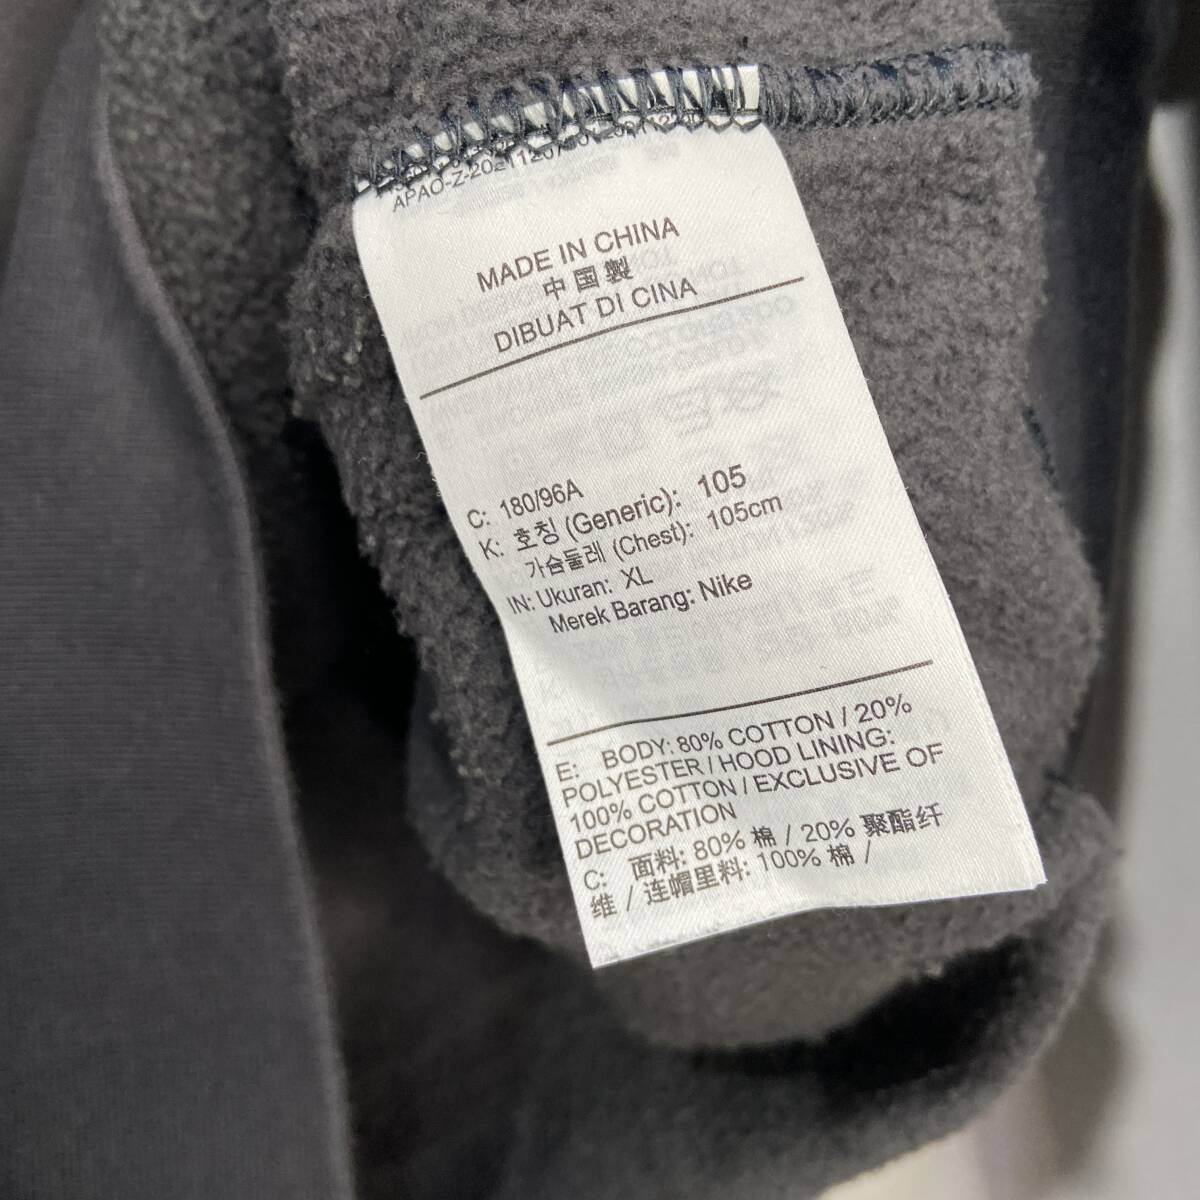 MADE IN CHINA
中国製
DIBUAT DI CINA
C: 180/96A
K: 호칭 (Generic): 105
가슴둘레 (Chest): 105cm
IN: Ukuran: XL
Merek Barang: Nike
E: BODY: 80% COTTON / 20%
POLYESTER / HOOD LINING:
100% COTTON / EXCLUSIVE OF
DECORATION
C: 面料: 80% 棉 / 20% 聚酯纤
维 / 连帽里料: 100% 棉 /